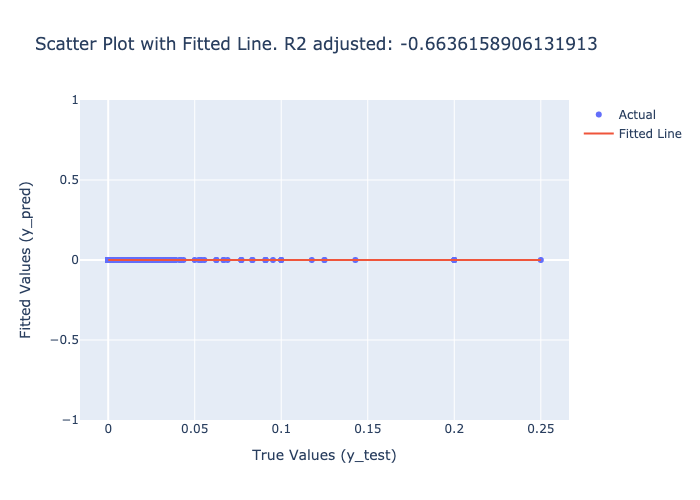 Scatter Plot with Fitted Line. R2 adjusted: -0.6636158906131913
Actual
Fitted Line
1
0.5
0
−0.5
−1
Fitted Values (y_pred)
0 0.05 0.1 0.15 0.2 0.25
True Values (y_test)